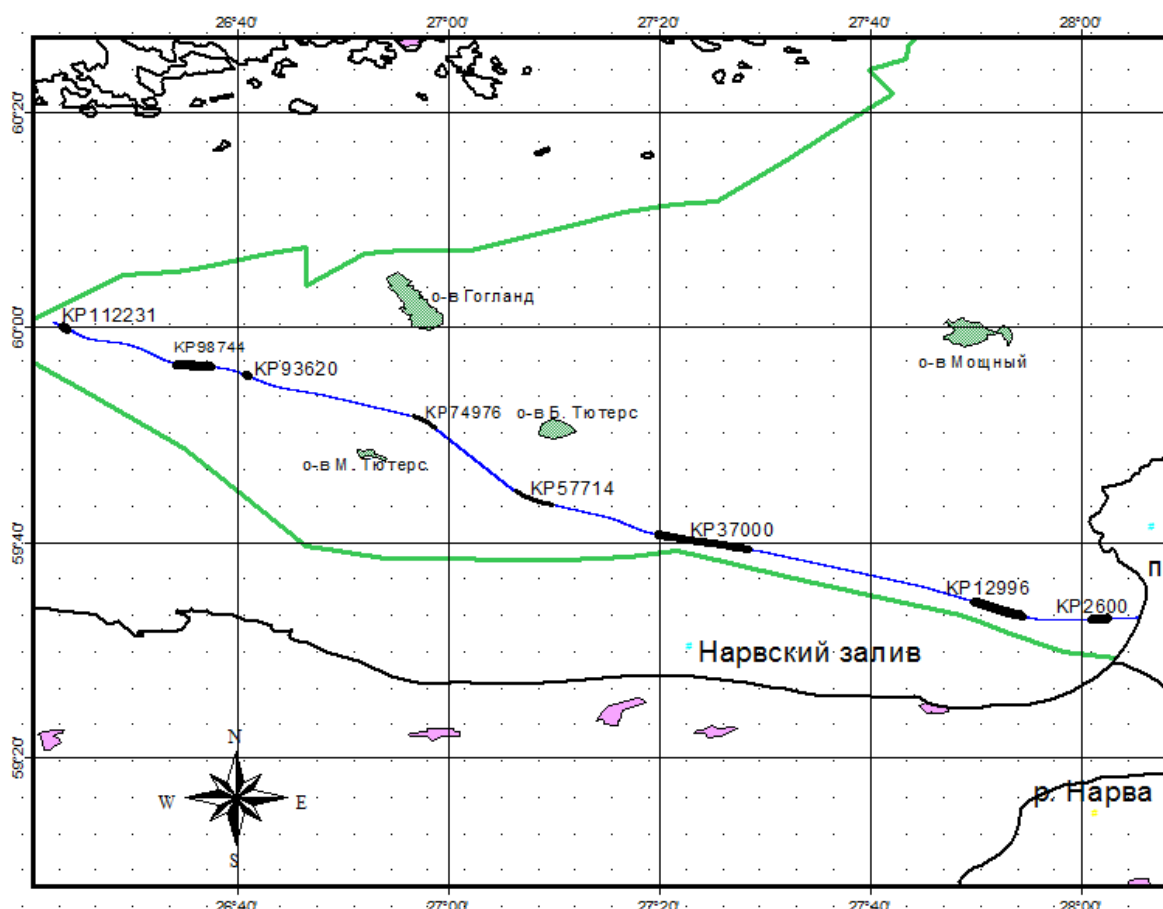 26°40' 27°00' 27°20' 27°40' 28°00'
60°20'
о-в Гогланд
KP112231
60°00'
KP98744
о-в Мощный
KP93620
KP74976
о-в Б. Тютерс
о-в М. Тютерс
KP57714
KP37000
59°40'
П
KP12996
KP2600
Нарвский залив
59°20'
N
W E
S
р. Нарва
26°40' 27°00' 27°20' 27°40' 28°00'